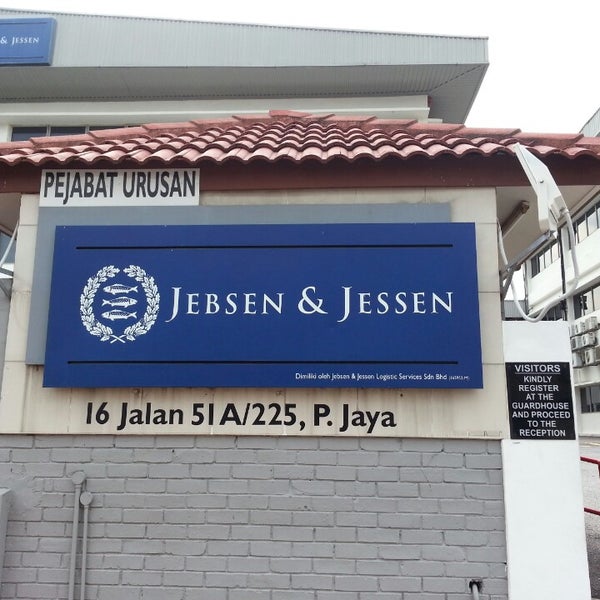 & JESSEN
PEJABAT URUSAN
JEBSEN & JESSEN
Dimiliki oleh Jebsen & Jessen Logistic Services Sdn Bhd
16 Jalan 51A/225, P. Jaya
VISITORS
KINDLY
REGISTER
AT THE
GUARDHOUSE
AND PROCEED
TO THE
RECEPTION